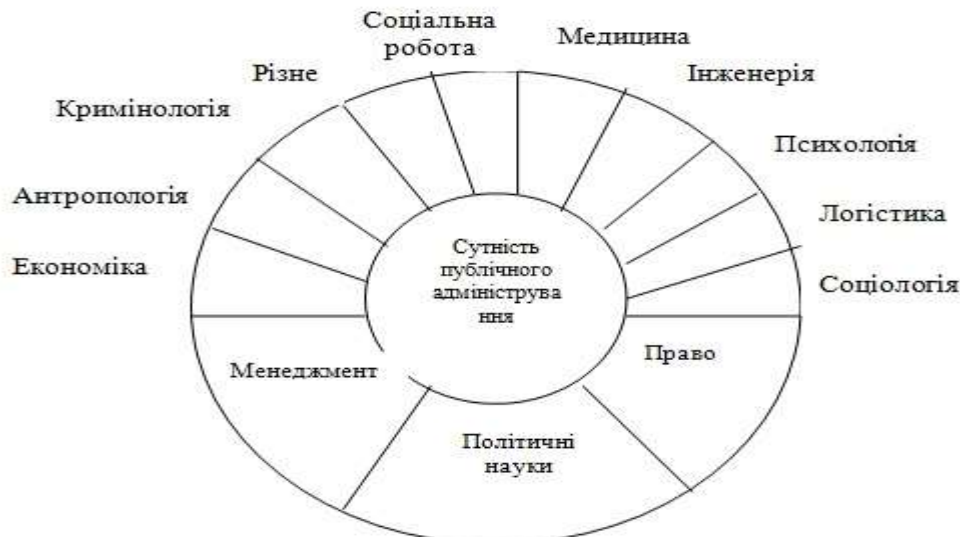 Соціальна
робота
Медицина
Різне
Інженерія
Кримінологія
Психологія
Антропологія
Логістика
Економіка
Соціологія
Сутність
публічного
адмініструва
ння
Менеджмент
Право
Політичні
науки